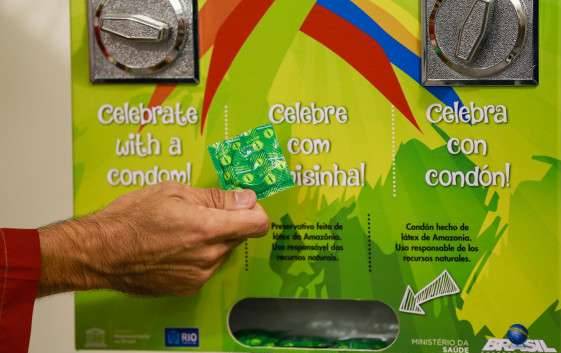 Celebrate
with a
condom!
Celebre
com
isinha!
Celebra
con
condón!
Preservativo feito de
látex da Amazônia.
Uso responsável dos
recursos naturais.
Condón hecho de
látex de Amazonia.
Uso responsable de los
recursos naturales.
RIO
MINISTÉRIO DA
SAÚDE
BRASIL